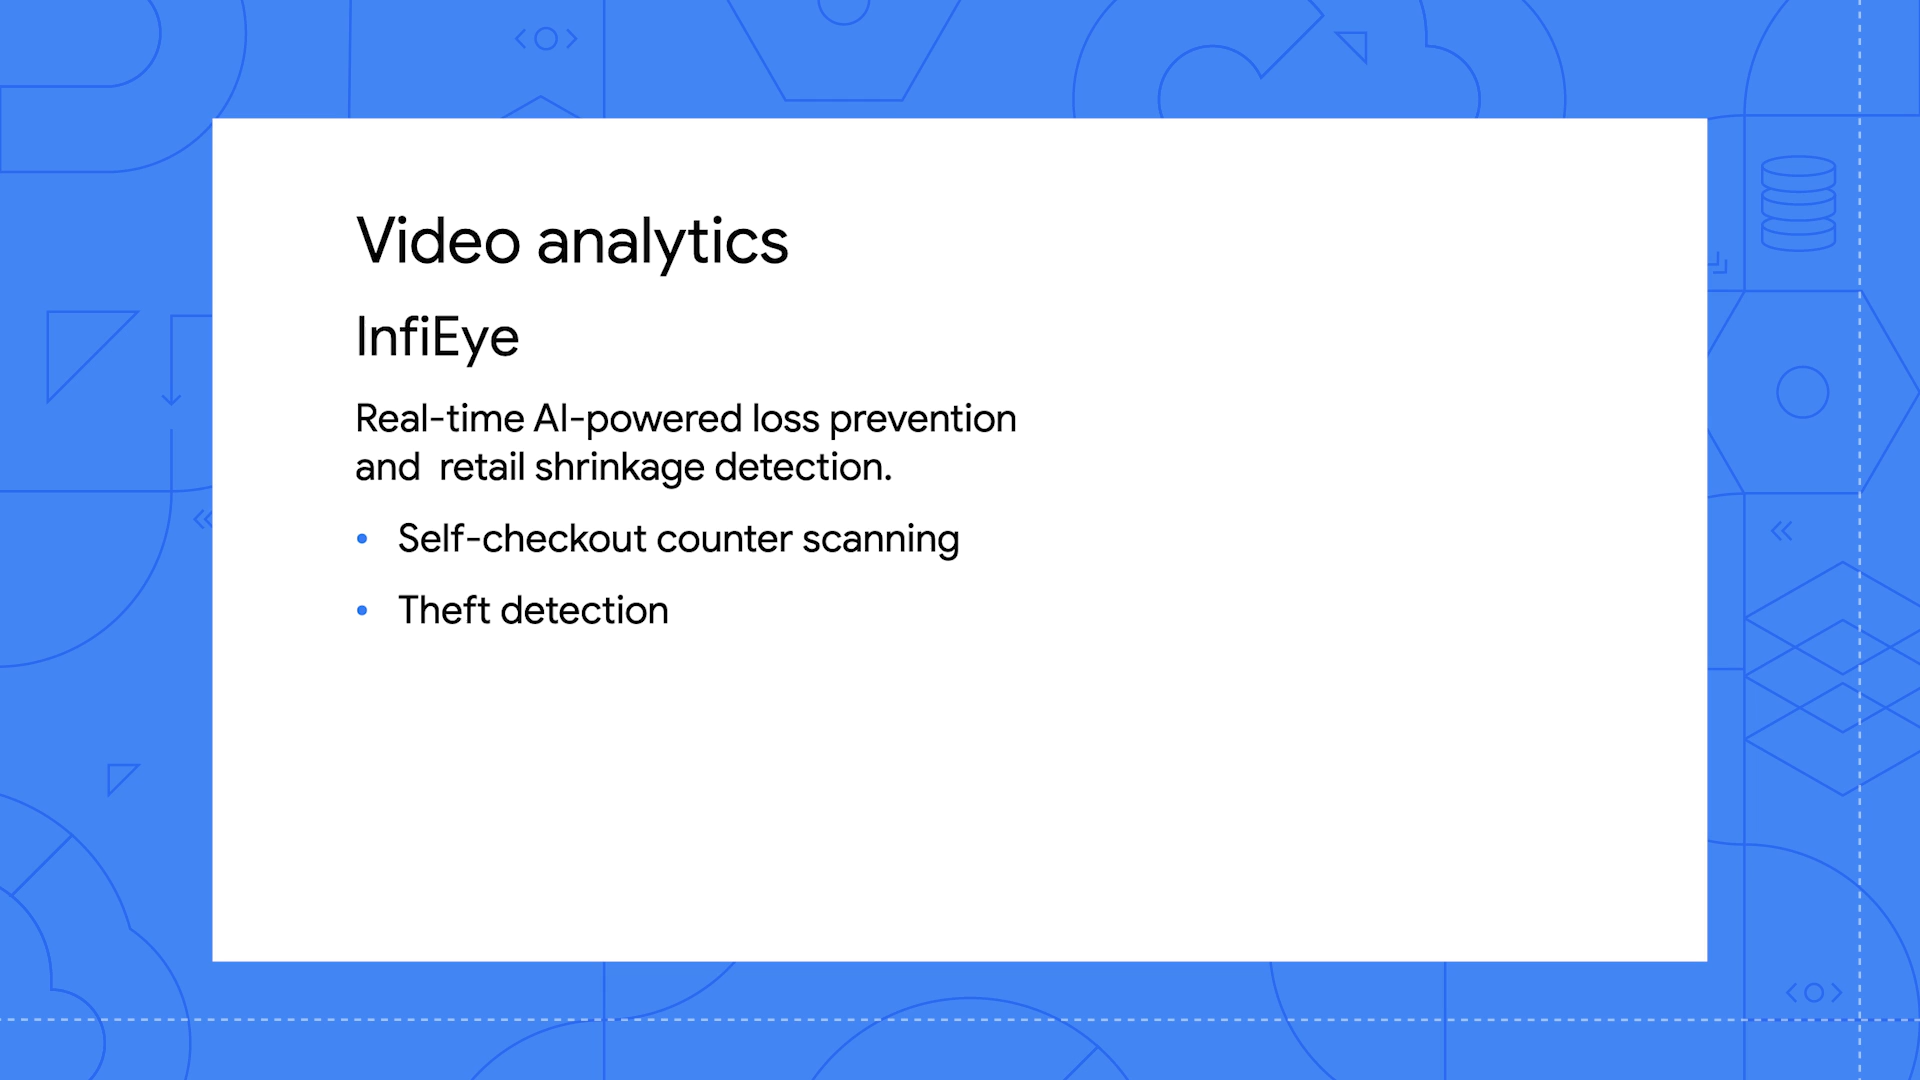 Video analytics
InfiEye
Real-time AI-powered loss prevention
and  retail shrinkage detection.
• Self-checkout counter scanning
• Theft detection